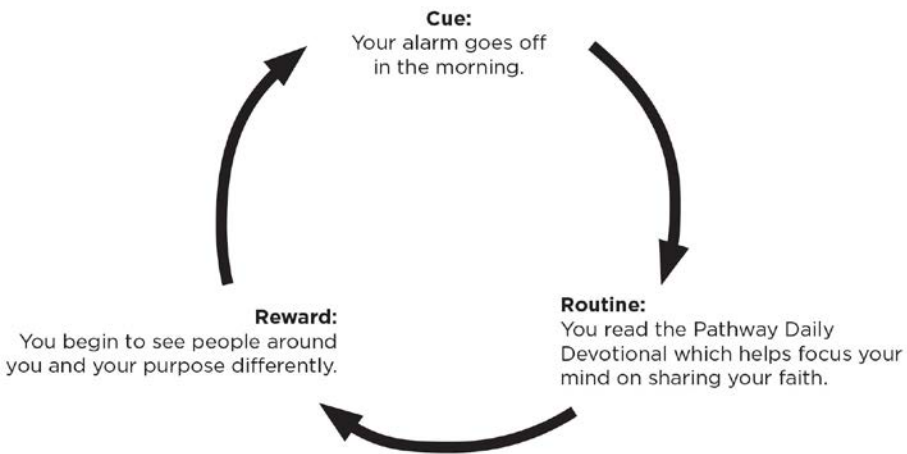 Cue:
Your alarm goes off
in the morning.
Routine:
You read the Pathway Daily
Devotional which helps focus your
mind on sharing your faith.
Reward:
You begin to see people around
you and your purpose differently.